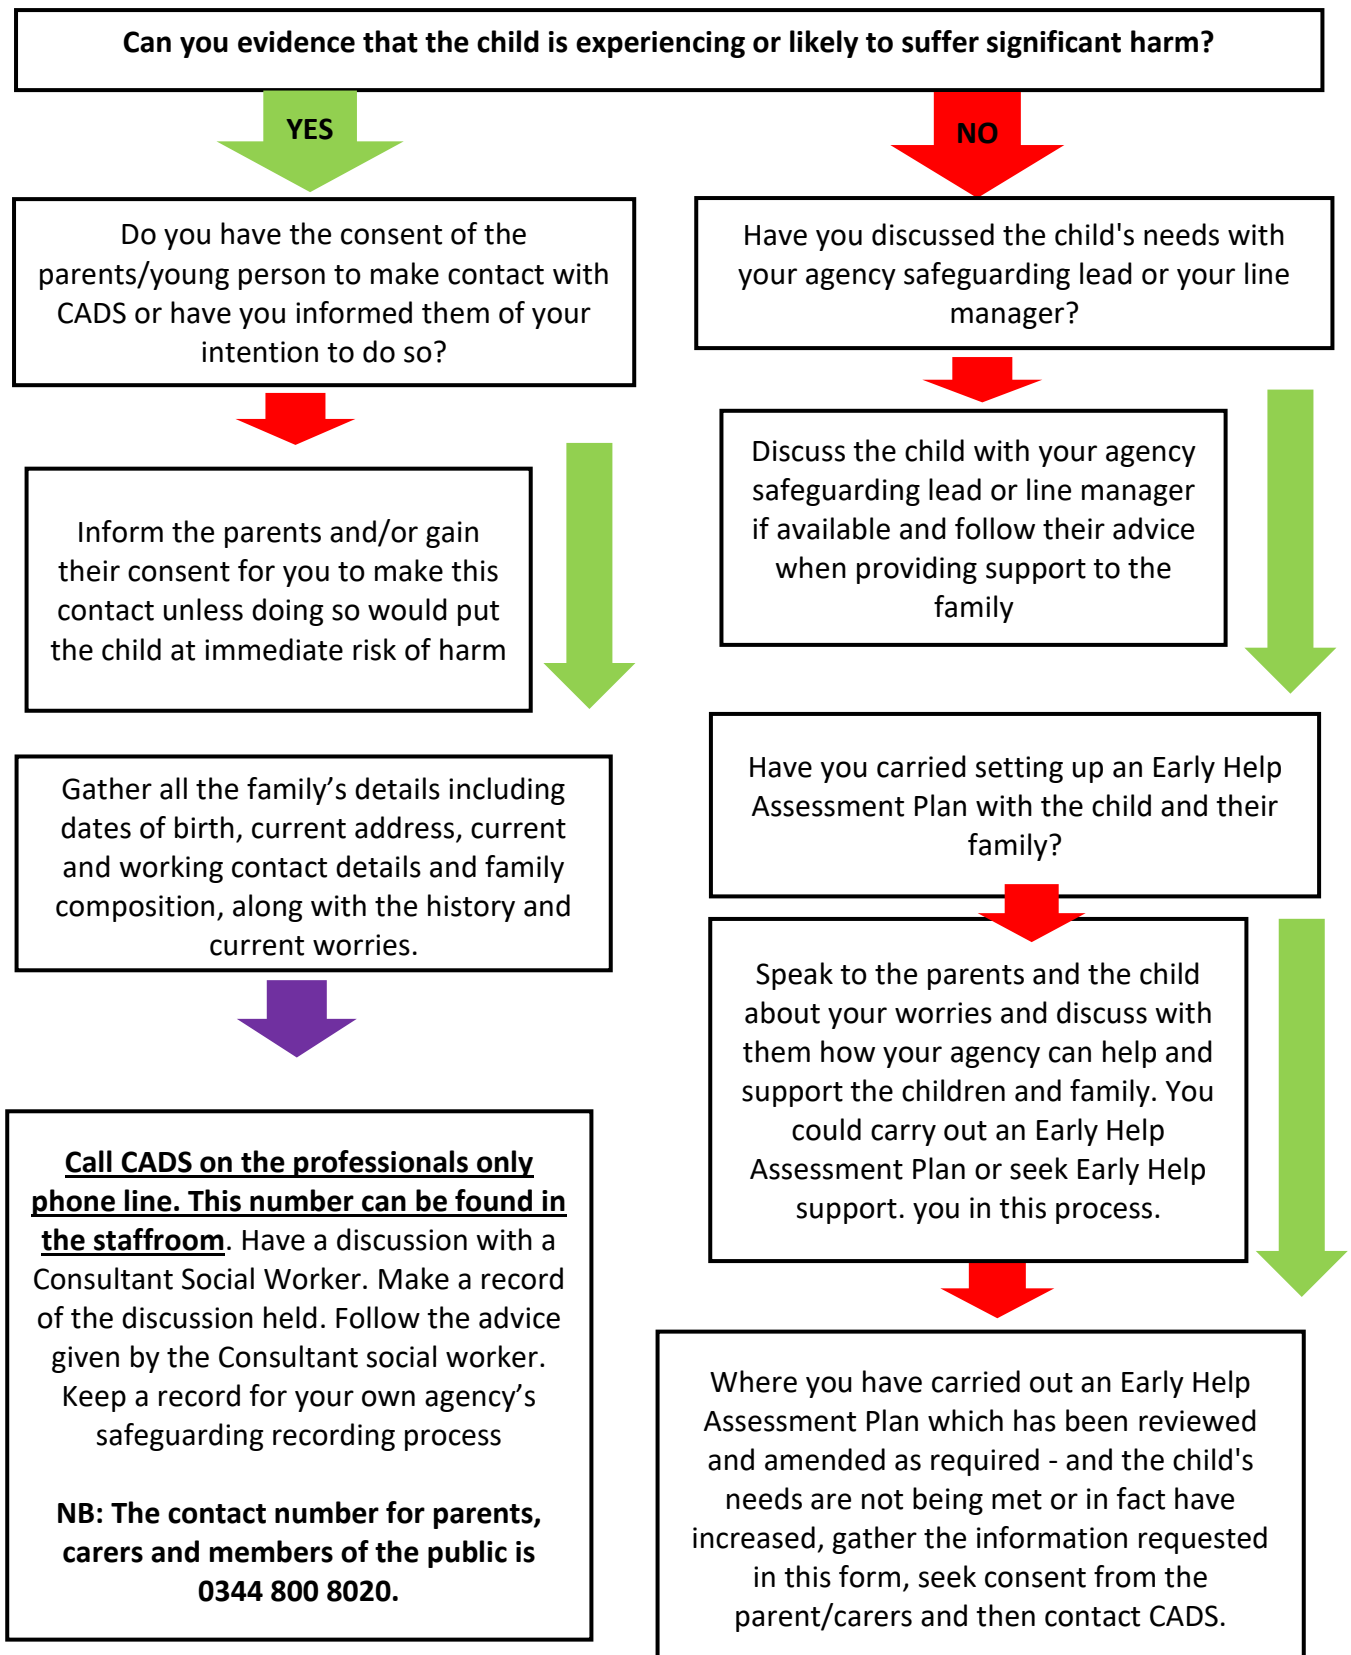 Can you evidence that the child is experiencing or likely to suffer significant harm?
YES
NO
Do you have the consent of the
parents/young person to make contact with
CADS or have you informed them of your
intention to do so?
Inform the parents and/or gain
their consent for you to make this
contact unless doing so would put
the child at immediate risk of harm
Gather all the family’s details including
dates of birth, current address, current
and working contact details and family
composition, along with the history and
current worries.
Call CADS on the professionals only
phone line. This number can be found in
the staffroom. Have a discussion with a
Consultant Social Worker. Make a record
of the discussion held. Follow the advice
given by the Consultant social worker.
Keep a record for your own agency’s
safeguarding recording process
NB: The contact number for parents,
carers and members of the public is
0344 800 8020.
Have you discussed the child's needs with
your agency safeguarding lead or your line
manager?
Discuss the child with your agency
safeguarding lead or line manager
if available and follow their advice
when providing support to the
family
Have you carried setting up an Early Help
Assessment Plan with the child and their
family?
Speak to the parents and the child
about your worries and discuss with
them how your agency can help and
support the children and family. You
could carry out an Early Help
Assessment Plan or seek Early Help
support. you in this process.
Where you have carried out an Early Help
Assessment Plan which has been reviewed
and amended as required - and the child's
needs are not being met or in fact have
increased, gather the information requested
in this form, seek consent from the
parent/carers and then contact CADS.